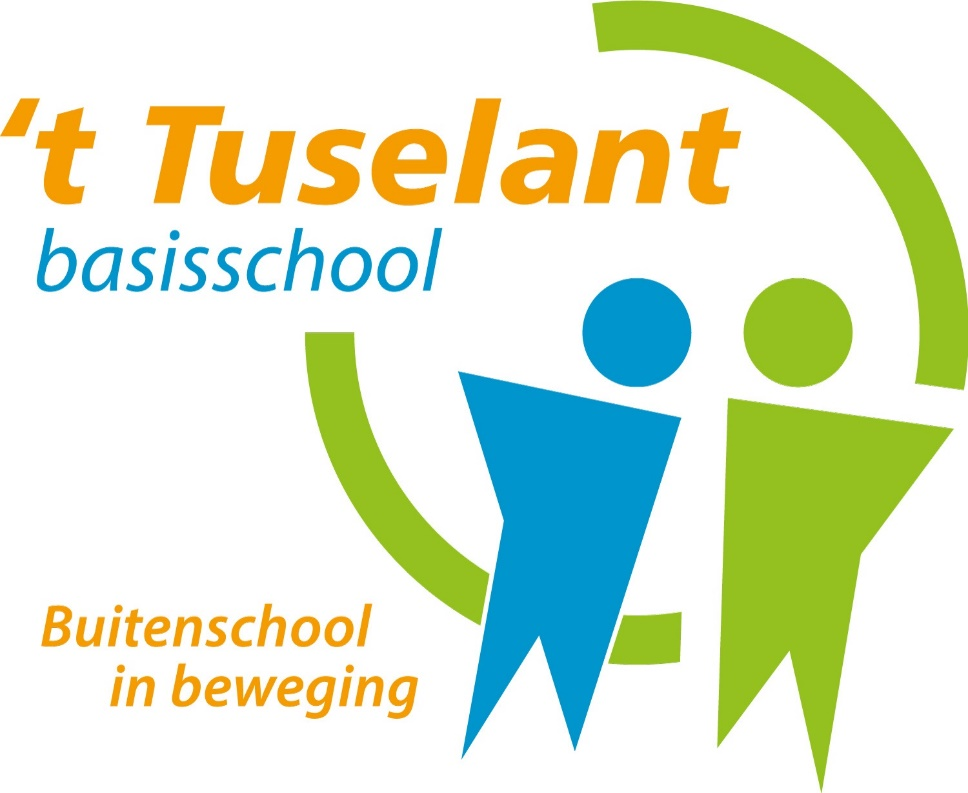 ‘t Tuselant
basisschool
Buitenschool
in beweging